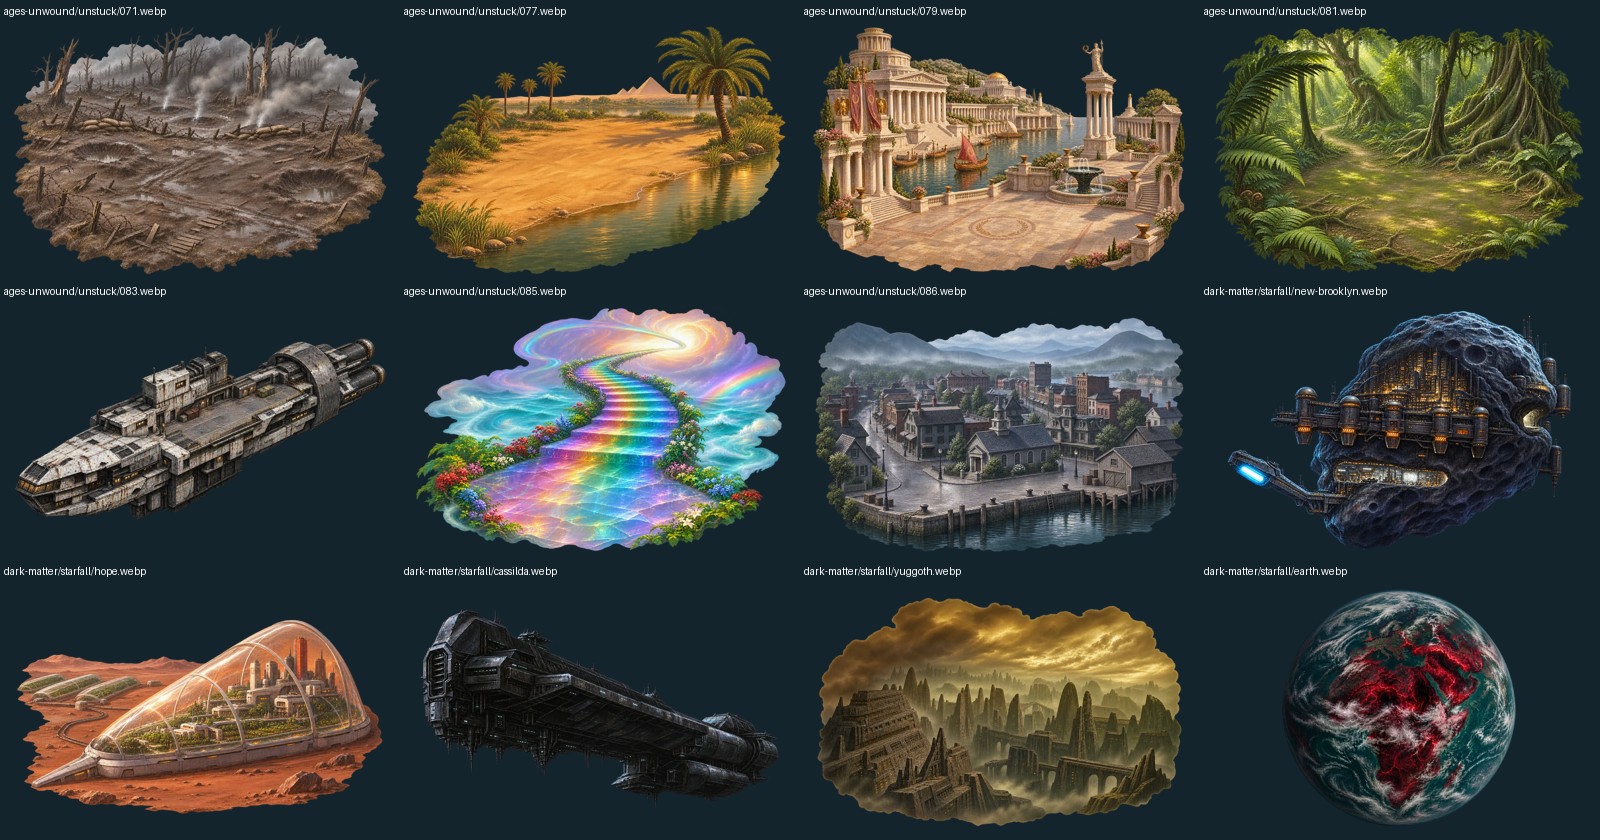 ages-unwound/unstuck/071.webp
ages-unwound/unstuck/077.webp
ages-unwound/unstuck/079.webp
ages-unwound/unstuck/081.webp
ages-unwound/unstuck/083.webp
ages-unwound/unstuck/085.webp
ages-unwound/unstuck/086.webp
dark-matter/starfall/new-brooklyn.webp
dark-matter/starfall/hope.webp
dark-matter/starfall/cassilda.webp
dark-matter/starfall/yuggoth.webp
dark-matter/starfall/earth.webp